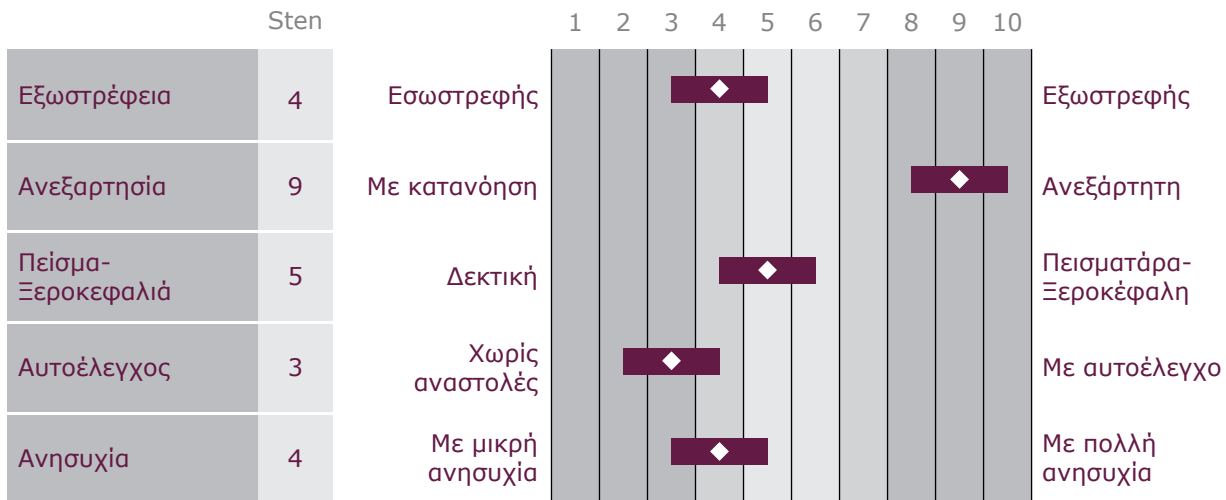 Sten 1 2 3 4 5 6 7 8 9 10
Εξωστρέφεια 4 Εσωστρεφής Εξωστρεφής
Ανεξαρτησία 9 Με κατανόηση Ανεξάρτητη
Πείσμα-
Ξεροκεφαλιά
5
Δεκτική
Πεισματάρα-
Ξεροκέφαλη
Αυτοέλεγχος 3
Χωρίς
αναστολές
Με αυτοέλεγχο
Ανησυχία 4
Με μικρή
ανησυχία
Με πολλή
ανησυχία